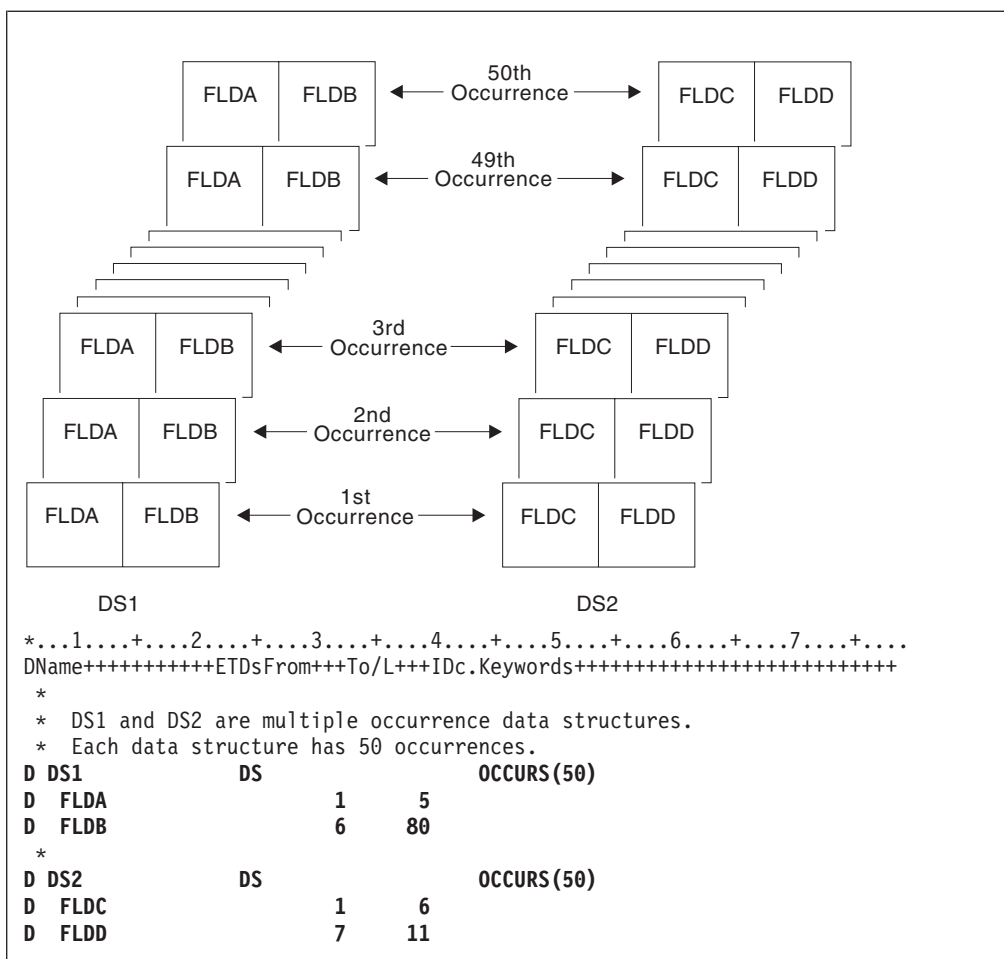 50th
FLDA FLDB Occurrence FLDC FLDD
49th
FLDA FLDB Occurrence FLDC FLDD
3rd
FLDA FLDB Occurrence FLDC FLDD
2nd
FLDA FLDB Occurrence FLDC FLDD
1st
FLDA FLDB Occurrence FLDC FLDD
DS1 DS2
*...1....+....2....+....3....+....4....+....5....+....6....+....7....+....
DName+++++++++++ETDsFrom+++To/L+++IDc.Keywords+++++++++++++++++++++++++++
*
* DS1 and DS2 are multiple occurrence data structures.
* Each data structure has 50 occurrences.
D DS1 DS OCCURS(50)
D FLDA 1 5
D FLDB 6 80
*
D DS2 DS OCCURS(50)
D FLDC 1 6
D FLDD 7 11